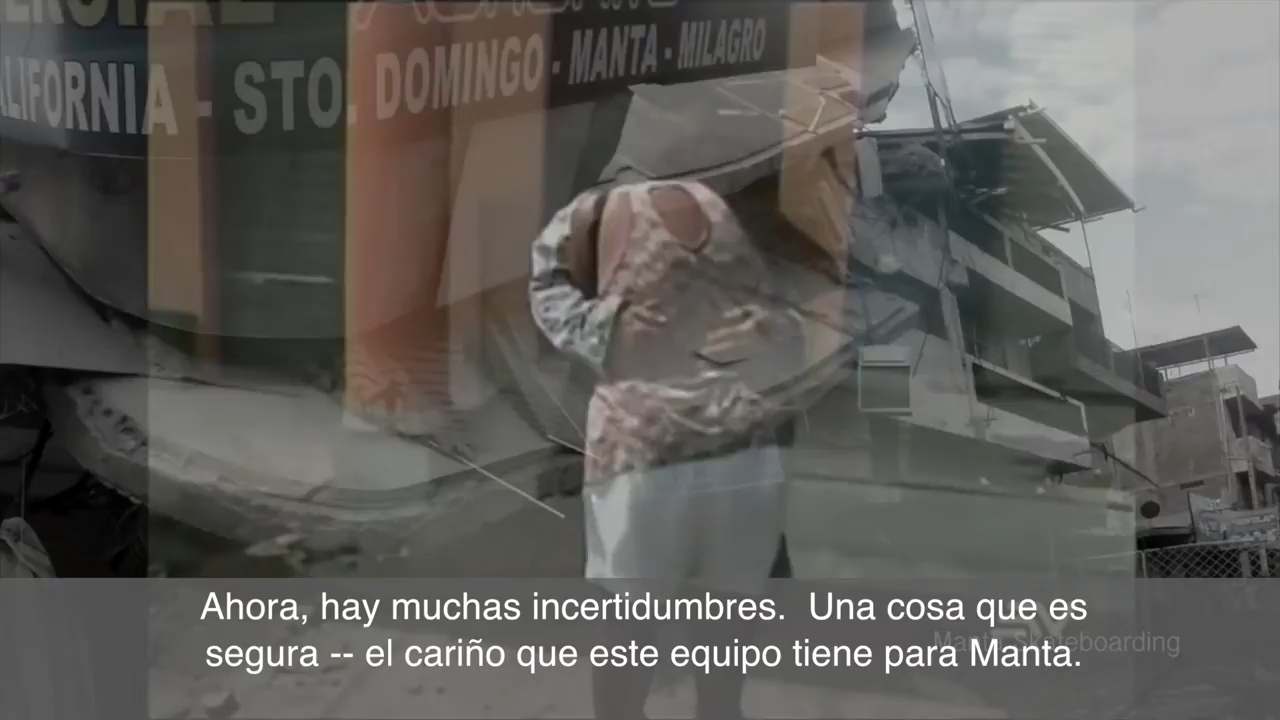 ALIFORNIA - STO. DOMINGO - MANTA - MILAGRO
Ahora, hay muchas incertidumbres. Una cosa que es
segura -- el cariño que este equipo tiene para Manta.
Manta Skateboarding